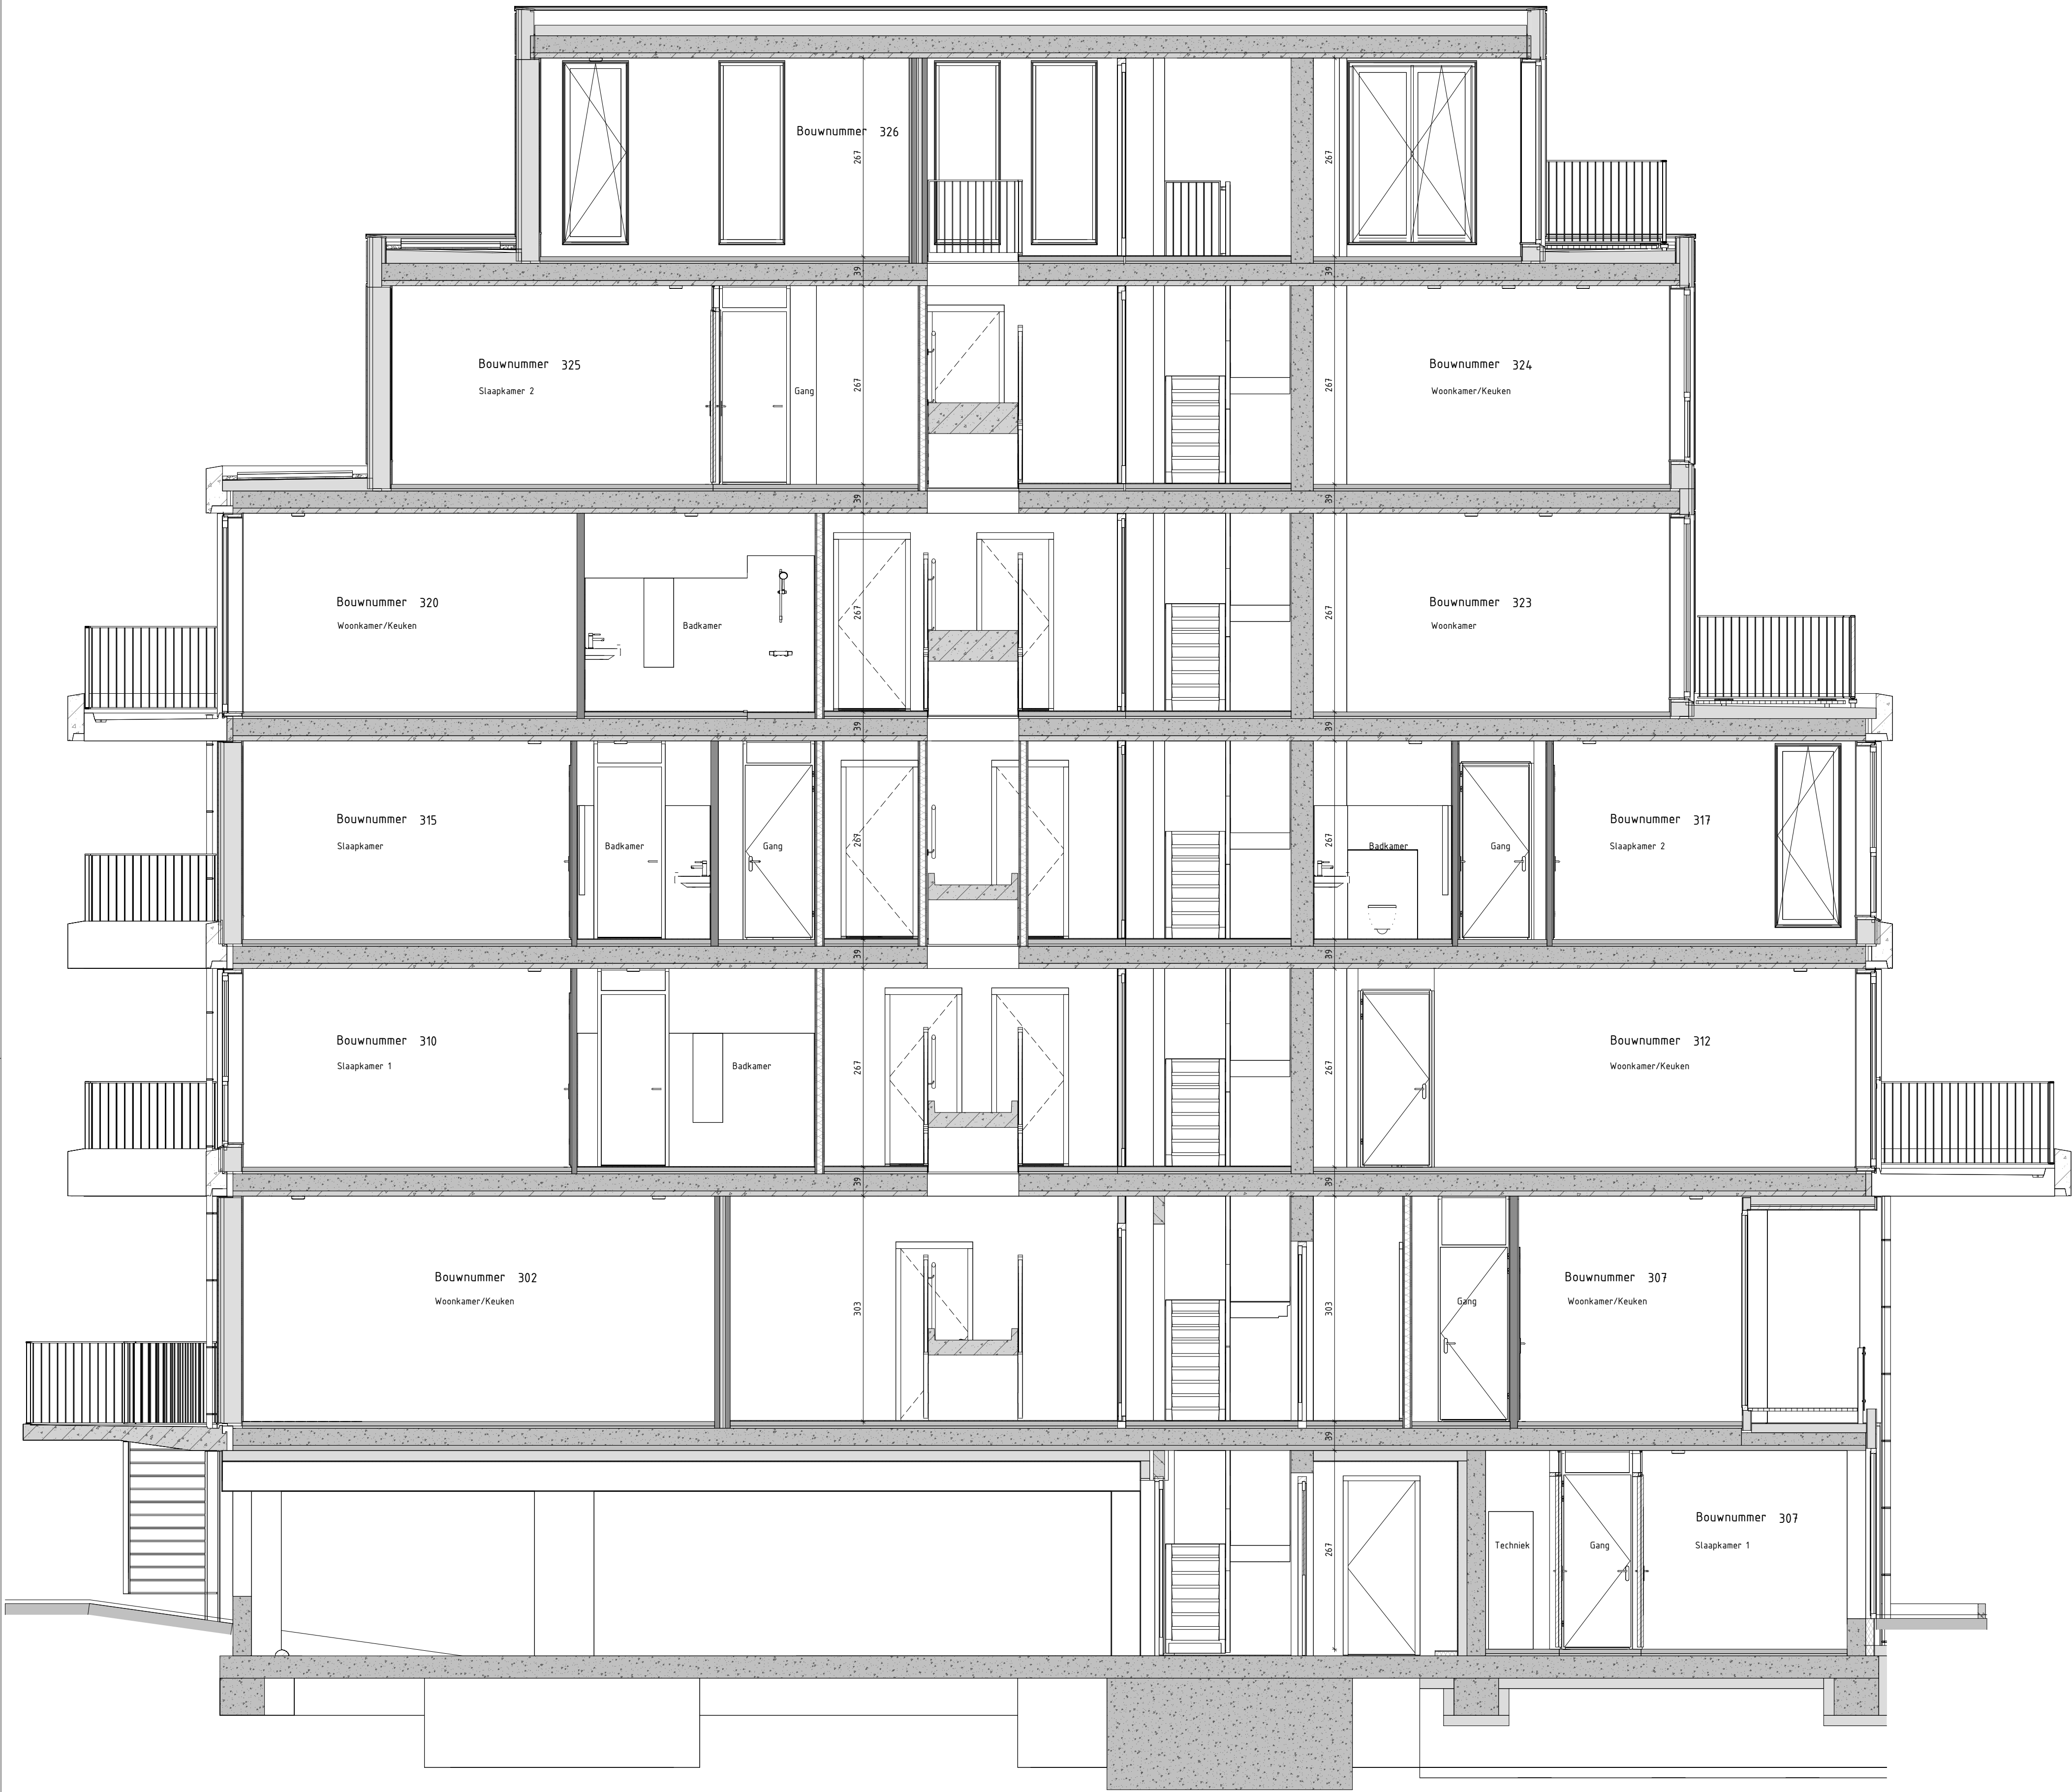 Bouwnummer 326
267
267
39
39
Bouwnummer 325
Slaapkamer 2
Gang
267
267
Bouwnummer 324
Woonkamer/Keuken
39
39
Bouwnummer 320
Woonkamer/Keuken
Badkamer
267
267
Bouwnummer 323
Woonkamer
39
39
Bouwnummer 315
Slaapkamer
Badkamer
Gang
267
267
Badkamer
Gang
Bouwnummer 317
Slaapkamer 2
39
39
Bouwnummer 310
Slaapkamer 1
Badkamer
267
267
Bouwnummer 312
Woonkamer/Keuken
39
39
Bouwnummer 302
Woonkamer/Keuken
303
303
Gang
Bouwnummer 307
Woonkamer/Keuken
39
267
Techniek
Gang
Bouwnummer 307
Slaapkamer 1